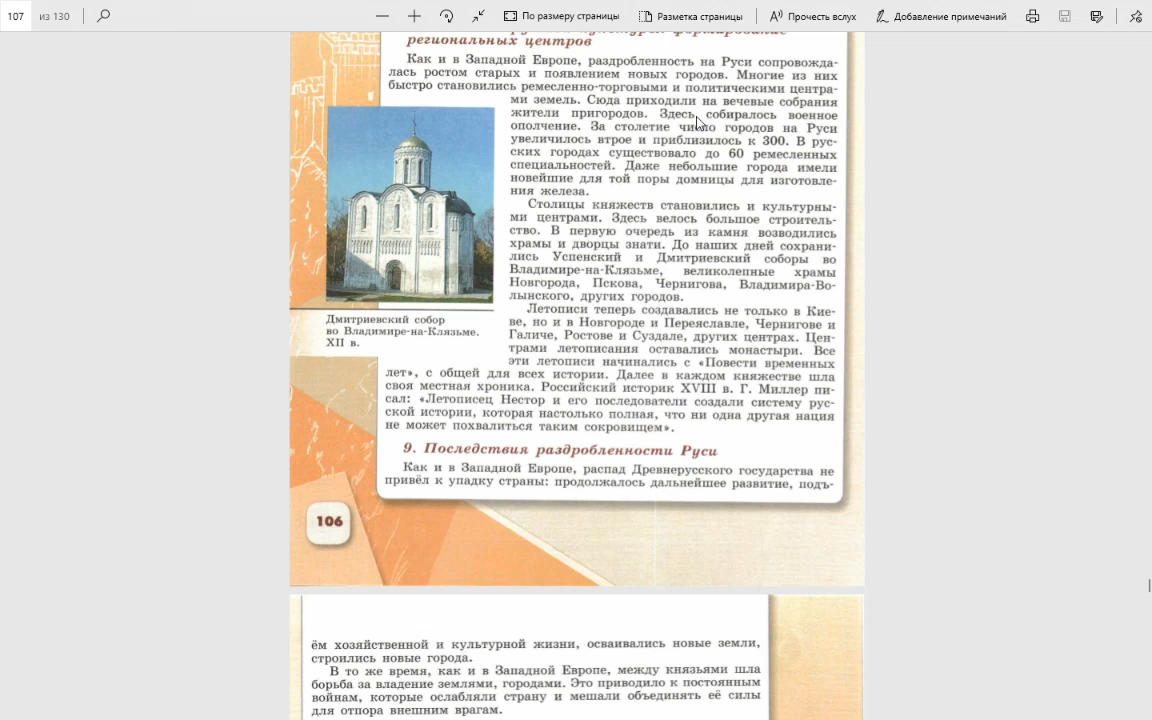 107
из 130
По размеру страницы
Разметка страницы
Прочесть вслух
Добавление примечаний
региональных центров
Как и в Западной Европе, раздробленность на Руси сопровожда-
лась ростом старых и появлением новых городов. Многие из них
быстро становились ремесленно-торговыми и политическими центра-
ми земель. Сюда приходили на вечевые собрания
жители пригородов. Здесь собиралось военное
ополчение. За столетие число городов на Руси
увеличилось втрое и приблизилось к 300. В рус-
ских городах существовало до 60 ремесленных
специальностей. Даже небольшие города имели
новейшие для той поры домницы для изготовле-
ния железа.
Столицы княжеств становились и культурны-
ми центрами. Здесь велось большое строитель-
ство. В первую очередь из камня возводились
храмы и дворцы знати. До наших дней сохрани-
лись Успенский и Дмитриевский соборы во
Владимире-на-Клязьме, великолепные храмы
Новгорода, Пскова, Чернигова, Владимира-Во-
лынского, других городов.
Летописи теперь создавались не только в Кие-
ве, но и в Новгороде и Переяславле, Чернигове и
Галиче, Ростове и Суздале, других центрах. Цен-
трами летописания оставались монастыри. Все
эти летописи начинались с «Повести временных
лет», с общей для всех истории. Далее в каждом княжестве шла
своя местная хроника. Российский историк XVIII в. Г. Миллер пи-
сал: «Летописец Нестор и его последователи создали систему рус-
ской истории, которая настолько полная, что ни одна другая нация
не может похвалиться таким сокровищем».
Дмитриевский собор
во Владимире-на-Клязьме.
XII в.
9. Последствия раздробленности Руси
Как и в Западной Европе, распад Древнерусского государства не
привёл к упадку страны: продолжалось дальнейшее развитие, подъ-
106
ём хозяйственной и культурной жизни, осваивались новые земли,
строились новые города.
В то же время, как и в Западной Европе, между князьями шла
борьба за владение землями, городами. Это приводило к постоянным
войнам, которые ослабляли страну и мешали объединять её силы
для отпора внешним врагам.